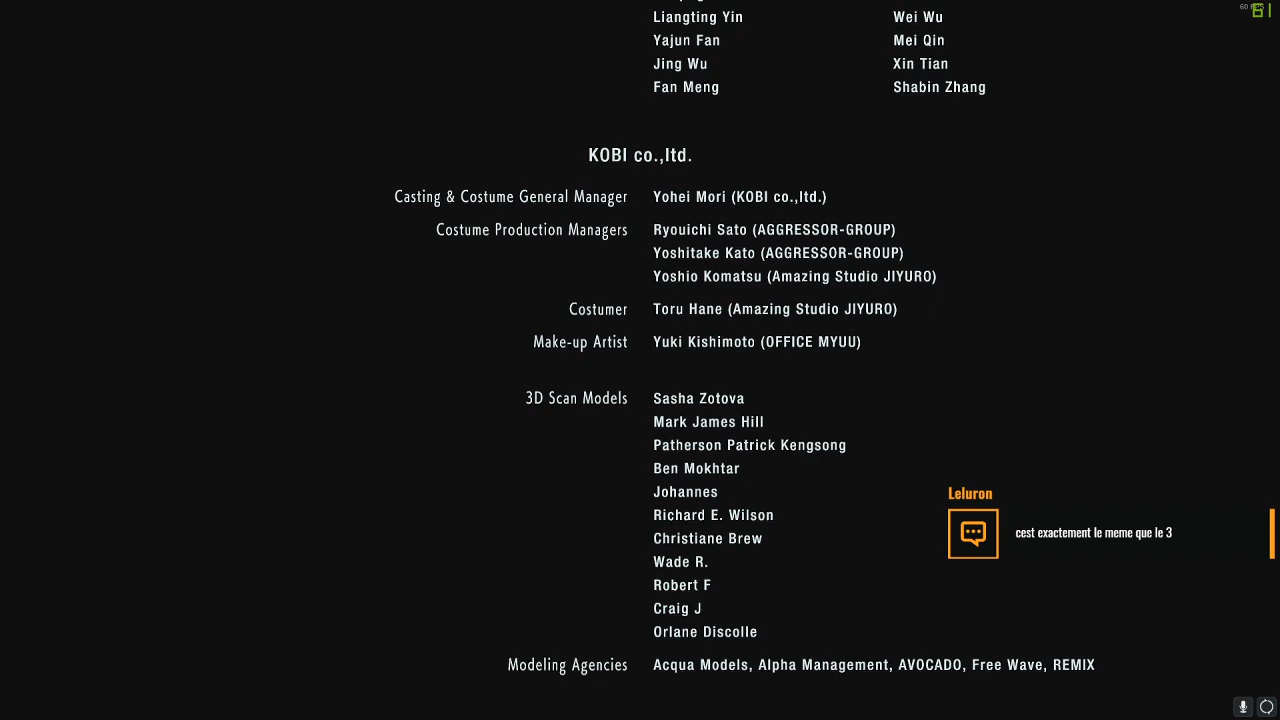 Liangting Yin Wei Wu
Yajun Fan Mei Qin
Jing Wu Xin Tian
Fan Meng Shabin Zhang
KOBI co.,ltd.
Casting & Costume General Manager Yohei Mori (KOBI co.,ltd.)
Costume Production Managers Ryouichi Sato (AGGRESSOR-GROUP)
Yoshitake Kato (AGGRESSOR-GROUP)
Yoshio Komatsu (Amazing Studio JIYURO)
Costumer Toru Hane (Amazing Studio JIYURO)
Make-up Artist Yuki Kishimoto (OFFICE MYUU)
3D Scan Models Sasha Zotova
Mark James Hill
Patherson Patrick Kengsong
Ben Mokhtar
Johannes
Leluron
Richard E. Wilson
cest exactement le meme que le 3
Christiane Brew
Wade R.
Robert F
Craig J
Orlane Discolle
Modeling Agencies Acqua Models, Alpha Management, AVOCADO, Free Wave, REMIX